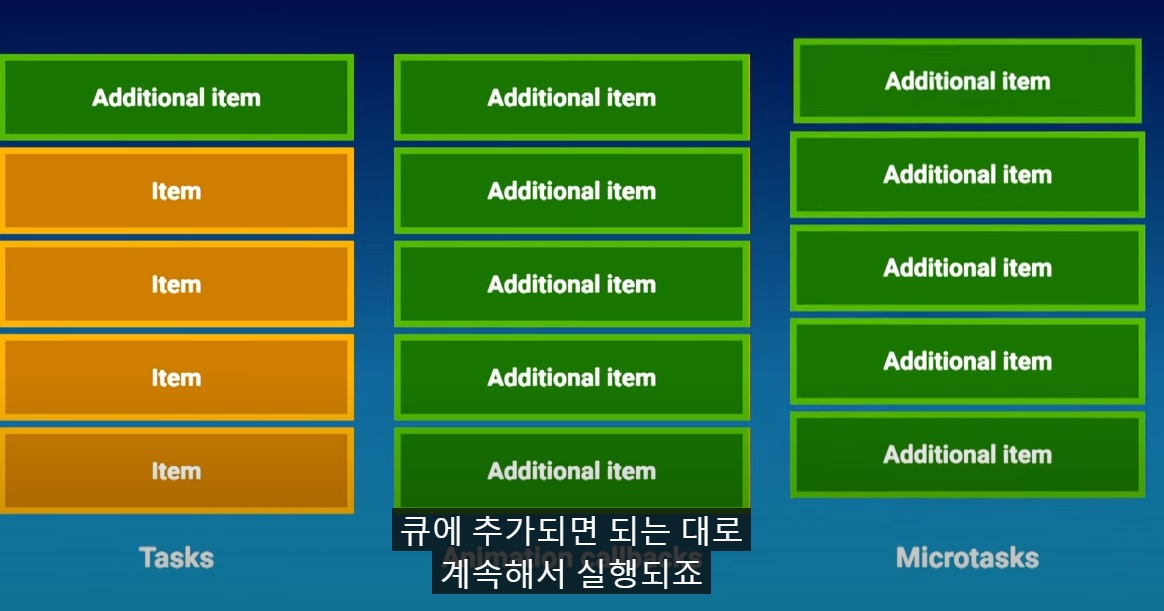 Additional item
Additional item
Additional item
Item
Additional item
Additional item
Item
Additional item
Additional item
Item
Additional item
Additional item
Item
Additional item
Additional item
큐에 추가되면 되는 대로
계속해서 실행되죠
Tasks
Animation callbacks
Microtasks